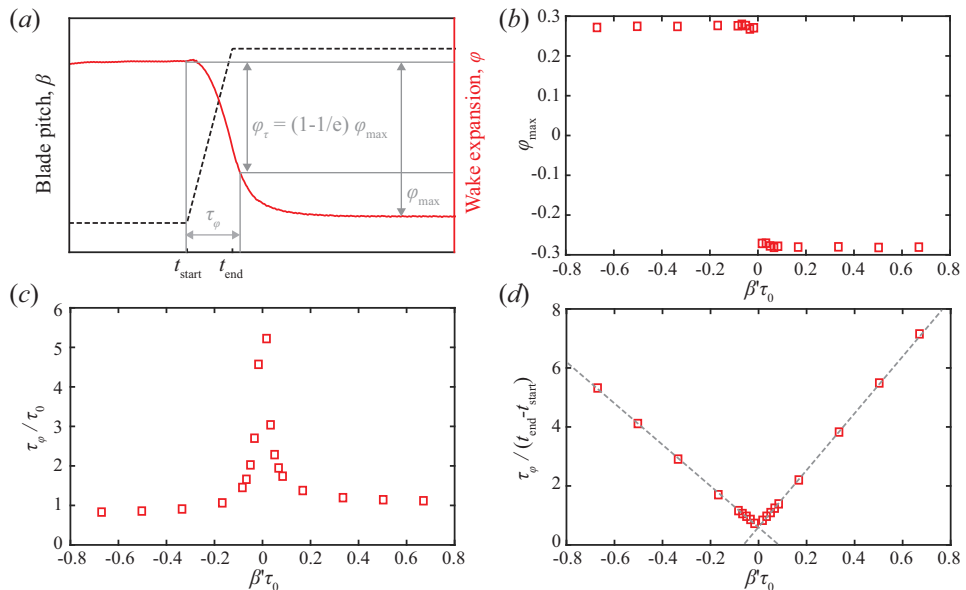 (a)
Blade pitch, β
φτ = (1-1/e) φmax
φmax
τφ
tstart
tend
Wake expansion, φ
(b)
0.3
0.2
0.1
0
-0.1
-0.2
-0.3
φmax
-0.8 -0.6 -0.4 -0.2 0 0.2 0.4 0.6 0.8
β'τ0
(c)
6
5
4
3
2
1
0
τφ / τ0
-0.8 -0.6 -0.4 -0.2 0 0.2 0.4 0.6 0.8
β'τ0
(d)
8
6
4
2
0
τφ / (tend-tstart)
-0.8 -0.6 -0.4 -0.2 0 0.2 0.4 0.6 0.8
β'τ0